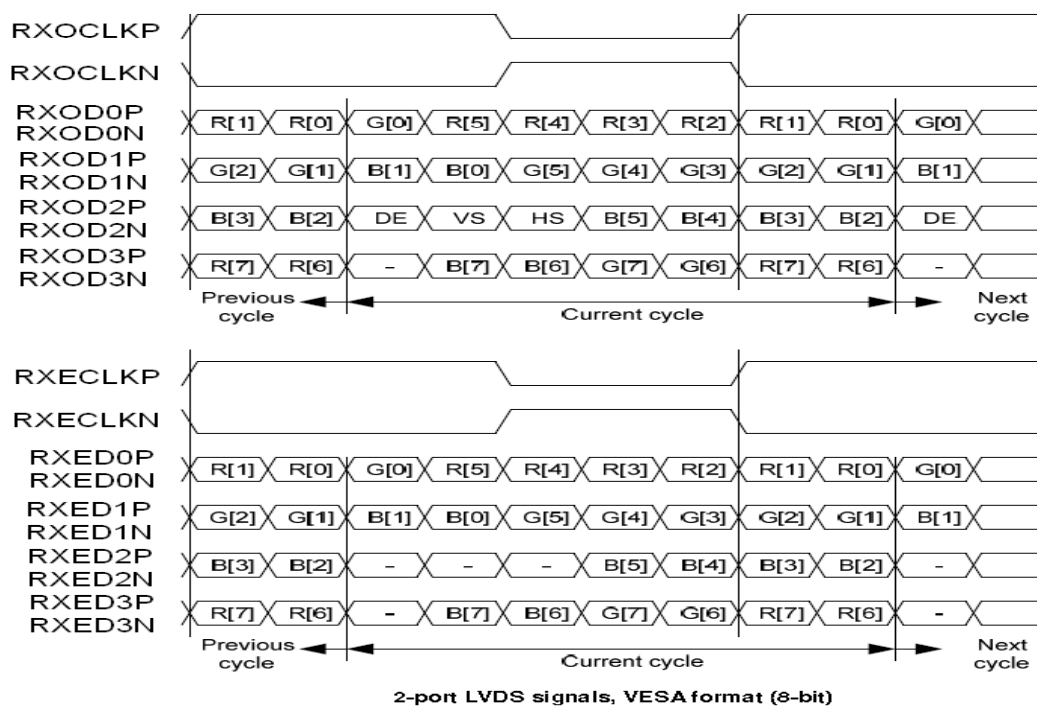 RXOCLKP
RXOCLKN
RXOD0P R[1] R[0] G[0] R[5] R[4] R[3] R[2] R[1] R[0] G[0]
RXOD0N
RXOD1P G[2] G[1] B[1] B[0] G[5] G[4] G[3] G[2] G[1] B[1]
RXOD1N
RXOD2P B[3] B[2] DE VS HS B[5] B[4] B[3] B[2] DE
RXOD2N
RXOD3P R[7] R[6] - B[7] B[6] G[7] G[6] R[7] R[6] -
RXOD3N
Previous cycle Current cycle Next cycle
RXECLKP
RXECLKN
RXED0P R[1] R[0] G[0] R[5] R[4] R[3] R[2] R[1] R[0] G[0]
RXED0N
RXED1P G[2] G[1] B[1] B[0] G[5] G[4] G[3] G[2] G[1] B[1]
RXED1N
RXED2P B[3] B[2] - - - B[5] B[4] B[3] B[2] -
RXED2N
RXED3P R[7] R[6] - B[7] B[6] G[7] G[6] R[7] R[6] -
RXED3N
Previous cycle Current cycle Next cycle
2-port LVDS signals, VESA format (8-bit)